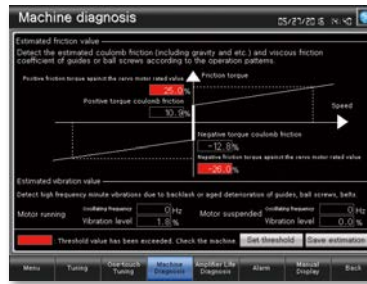 Machine diagnosis
Estimated friction value
Detect the estimated coulomb friction (including gravity and etc.) and viscous friction
coefficient of guides or ball screws according to the operation patterns.
Positive friction torque against the servo motor rated value
Friction torque
25.0%
Positive torque coulomb friction
10.9%
Speed
Negative torque coulomb friction
-12.8%
Negative friction torque against the servo motor rated value
-26.0%
Estimated vibration value
Detect high frequency minute vibrations due to backlash or aged deterioration of guides, ball screws, belts
Motor running
Oscillating frequency
0 Hz
Vibration level
1.8 %
Motor suspended
Oscillating frequency
0 Hz
Vibration level
0.0 %
Threshold value has been exceeded. Check the machine.
Set threshold
Save estimation
Menu
Tuning
One-touch
Tuning
Machine
Diagnosis
Amplifier Life
Diagnosis
Alarm
Manual
Display
Back